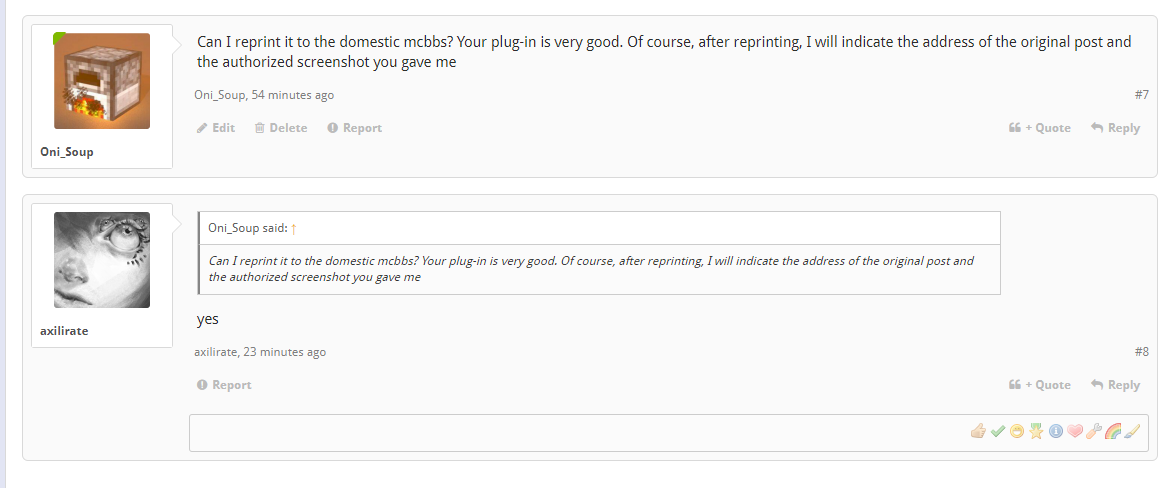 Can I reprint it to the domestic mcbbs? Your plug-in is very good. Of course, after reprinting, I will indicate the address of the original post and
the authorized screenshot you gave me
Oni_Soup, 54 minutes ago #7
Edit Delete Report + Quote Reply
Oni_Soup
Oni_Soup said: ↑
Can I reprint it to the domestic mcbbs? Your plug-in is very good. Of course, after reprinting, I will indicate the address of the original post and
the authorized screenshot you gave me
yes
axilirate
axilirate, 23 minutes ago #8
Report + Quote Reply